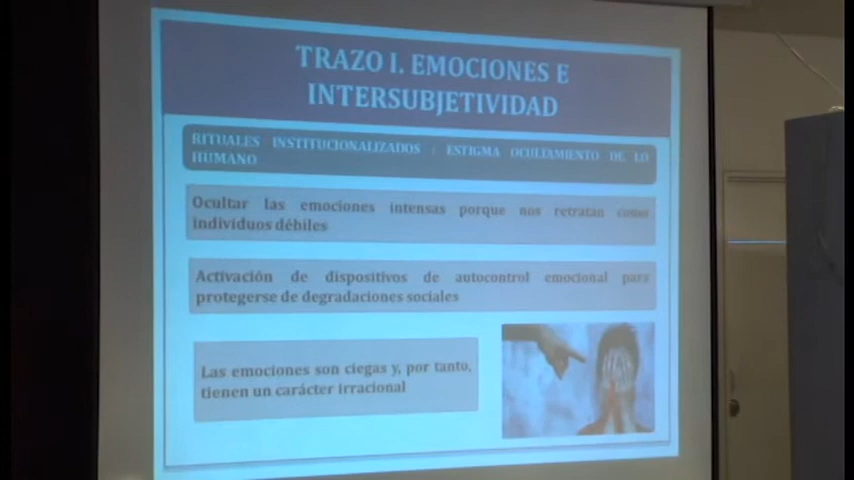 TRAZO I. EMOCIONES E
INTERSUBJETIVIDAD
RITUALES INSTITUCIONALIZADOS : ESTIGMA OCULTAMIENTO DE LO
HUMANO
Ocultar las emociones intensas porque nos retratan como
individuos débiles
Activación de dispositivos de autocontrol emocional para
protegerse de degradaciones sociales
Las emociones son ciegas y, por tanto,
tienen un carácter irracional